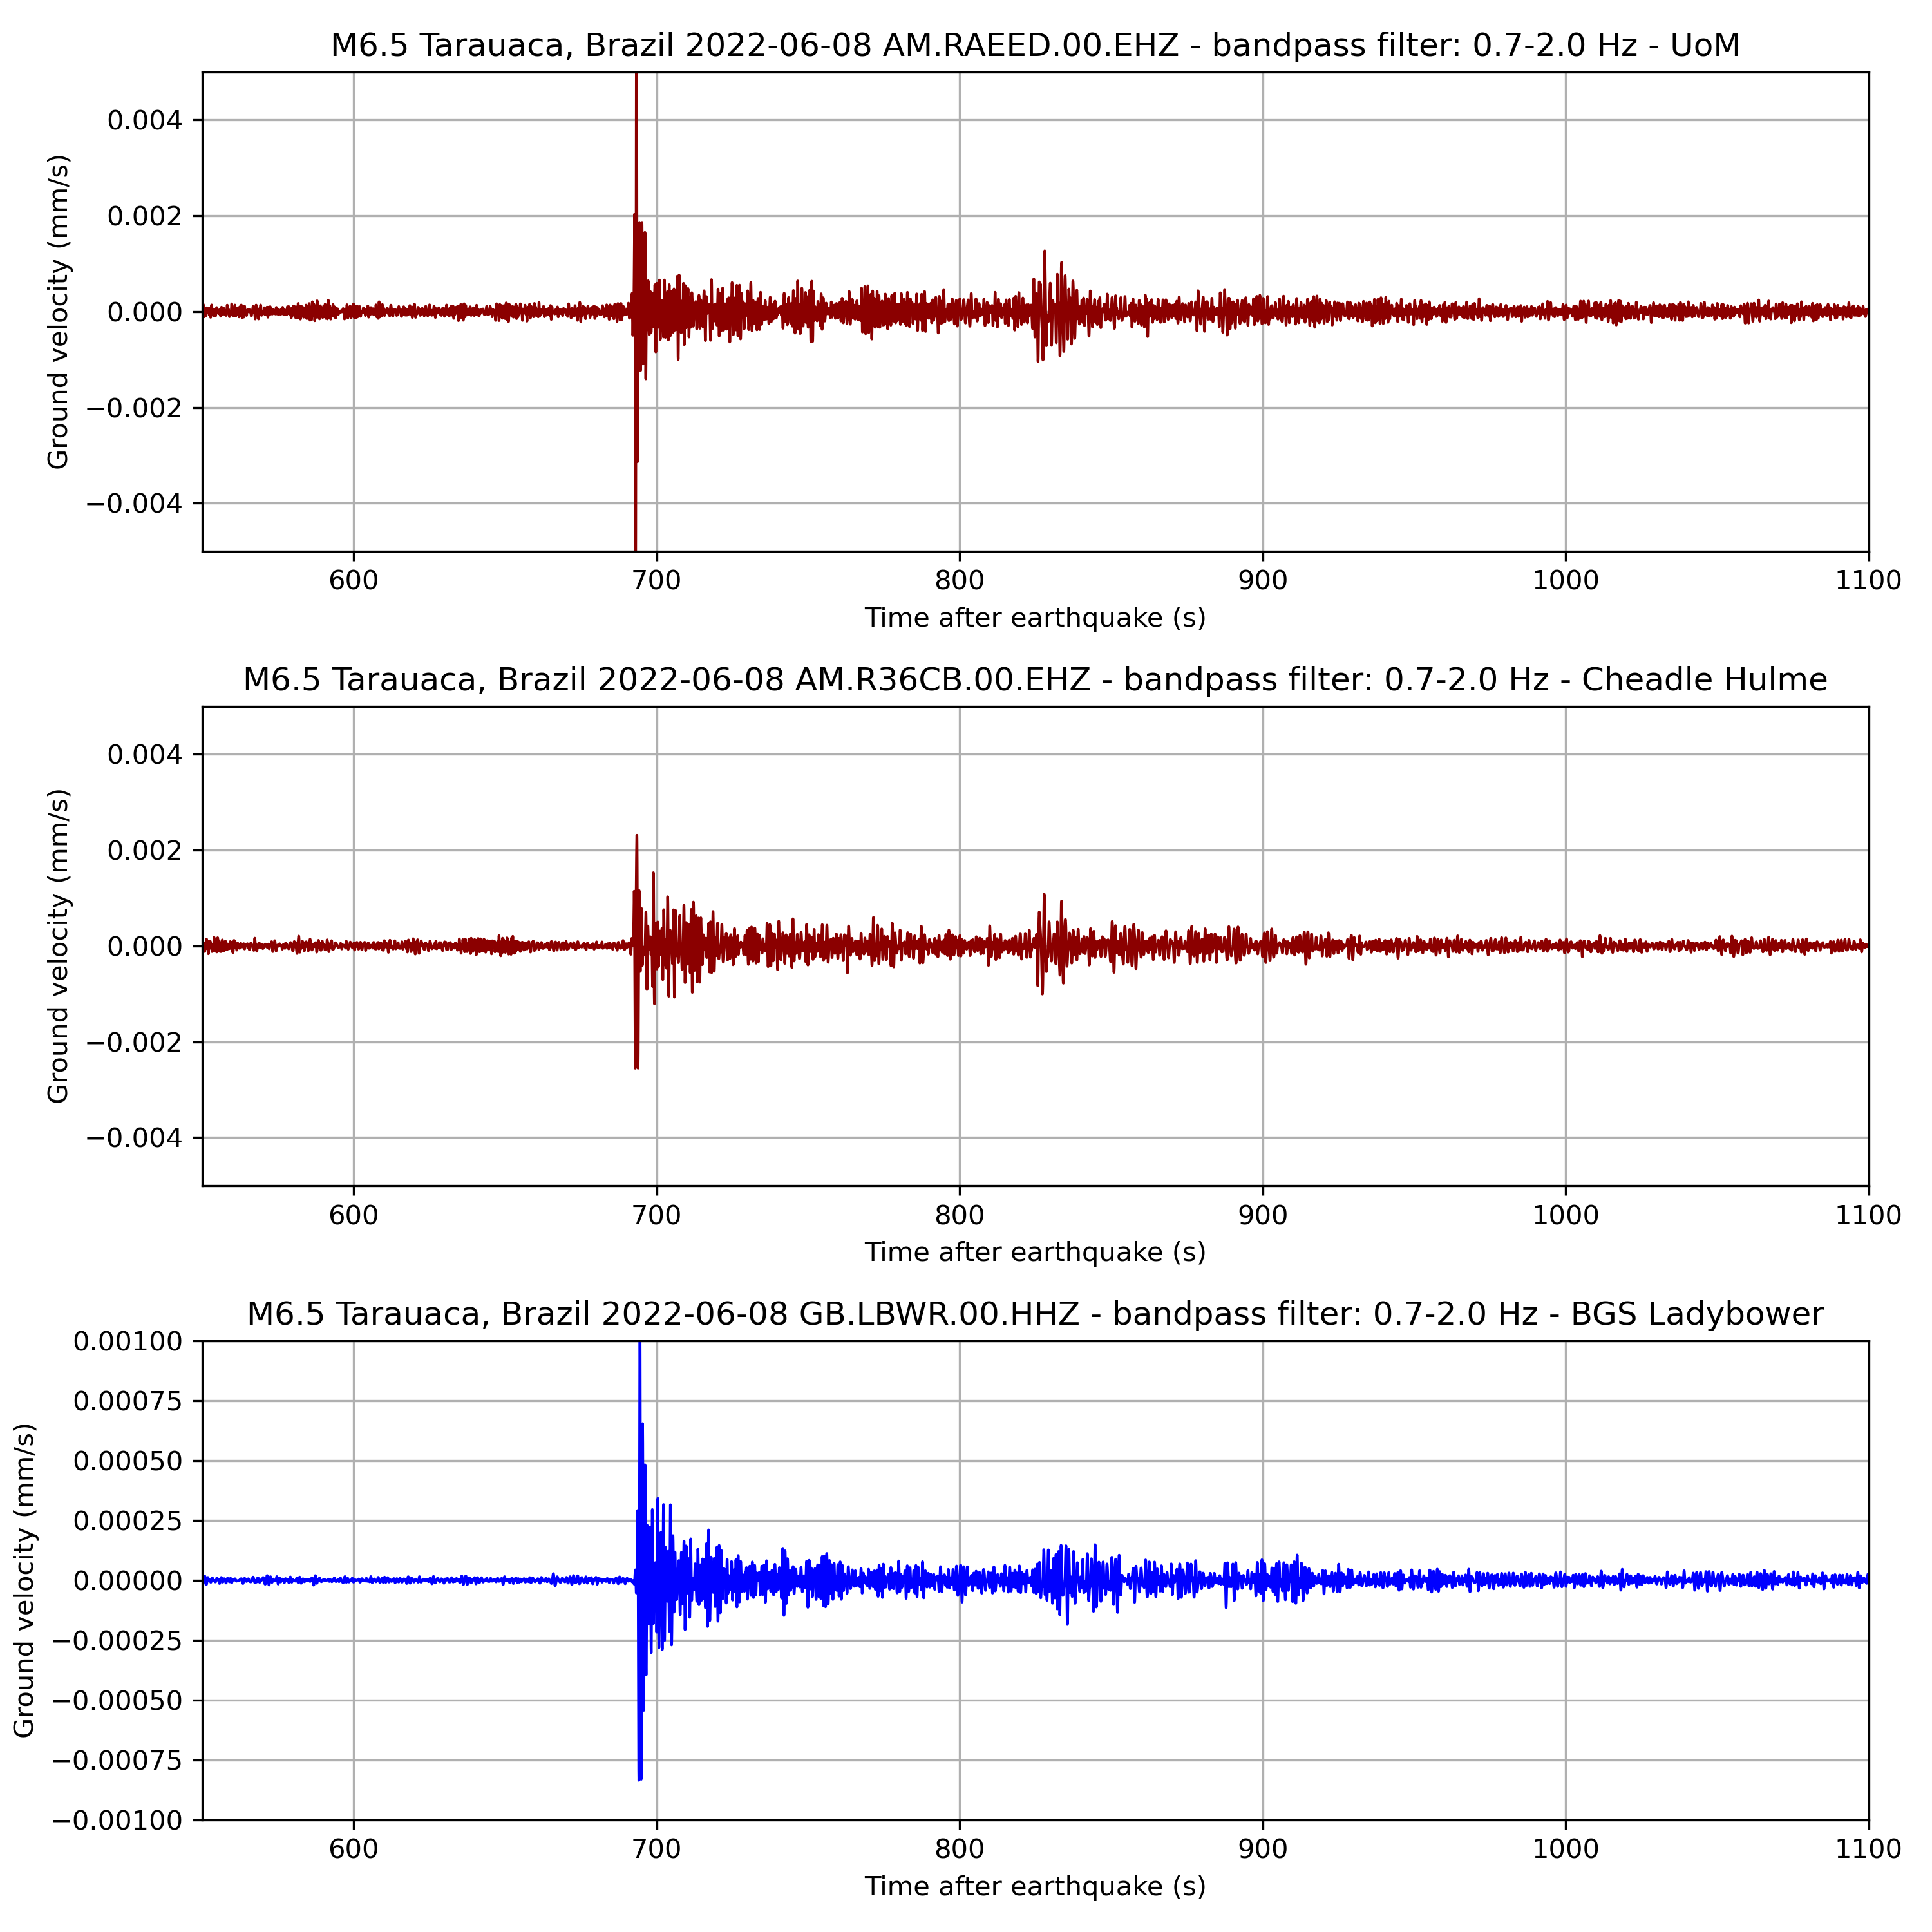 M6.5 Tarauaca, Brazil 2022-06-08 AM.RAEED.00.EHZ - bandpass filter: 0.7-2.0 Hz - UoM
Ground velocity (mm/s)
0.004
0.002
0.000
−0.002
−0.004
600 700 800 900 1000 1100
Time after earthquake (s)
M6.5 Tarauaca, Brazil 2022-06-08 AM.R36CB.00.EHZ - bandpass filter: 0.7-2.0 Hz - Cheadle Hulme
Ground velocity (mm/s)
0.004
0.002
0.000
−0.002
−0.004
600 700 800 900 1000 1100
Time after earthquake (s)
M6.5 Tarauaca, Brazil 2022-06-08 GB.LBWR.00.HHZ - bandpass filter: 0.7-2.0 Hz - BGS Ladybower
Ground velocity (mm/s)
0.00100
0.00075
0.00050
0.00025
0.00000
−0.00025
−0.00050
−0.00075
−0.00100
600 700 800 900 1000 1100
Time after earthquake (s)